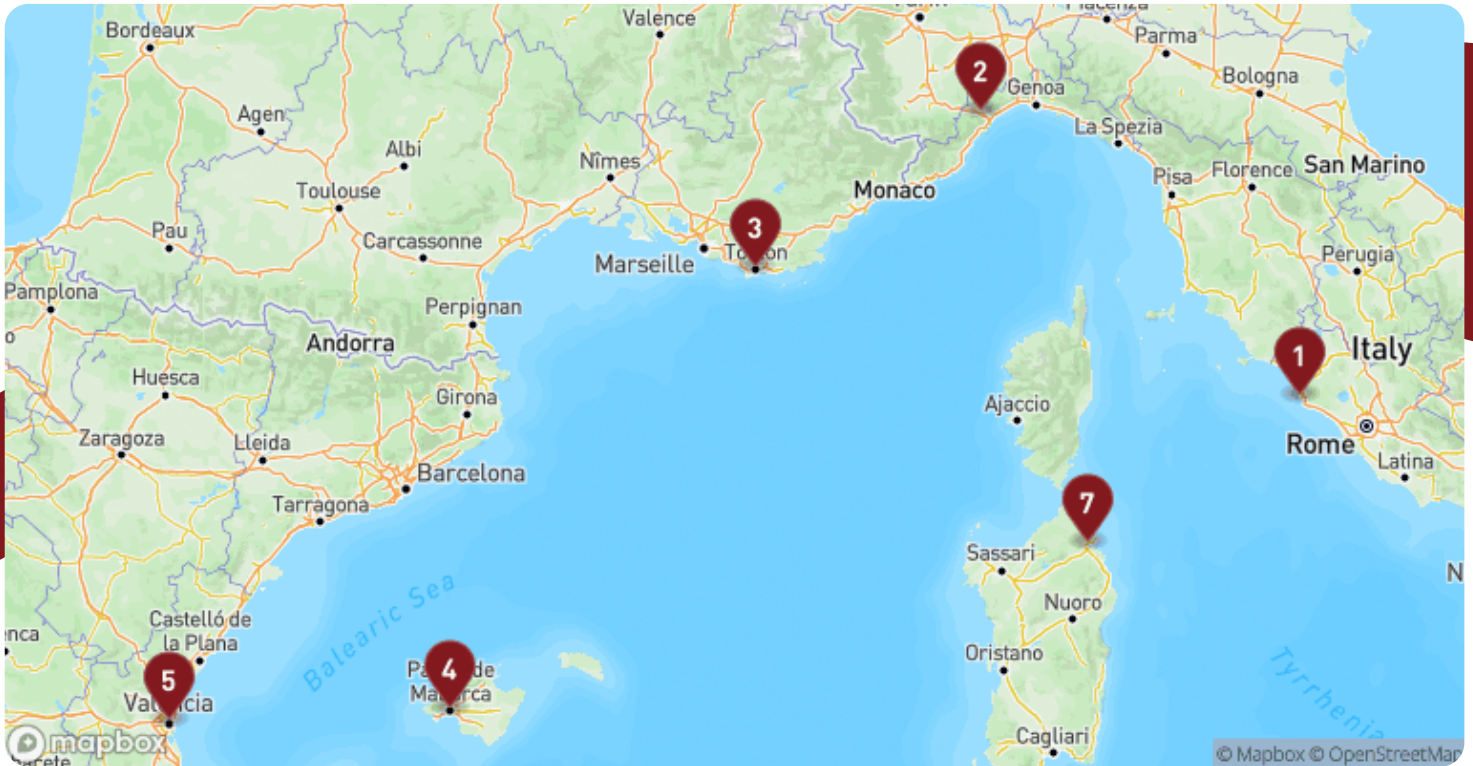 Bordeaux
Valence
Parma
2
Genoa
Bologna
Agen
La Spezia
Albi
Nîmes
San Marino
Florence
Pisa
Toulouse
Monaco
Pau
3
Carcassonne
Marseille
Perugia
Pamplona
Perpignan
Andorra
1
Italy
Huesca
Girona
Ajaccio
Zaragoza
Lleida
Rome
Barcelona
Latina
Tarragona
7
Sassari
Balearic Sea
Nuoro
Castelló de
la Plana
Oristano
4
5
Cagliari
mapbox
© Mapbox © OpenStreetMap